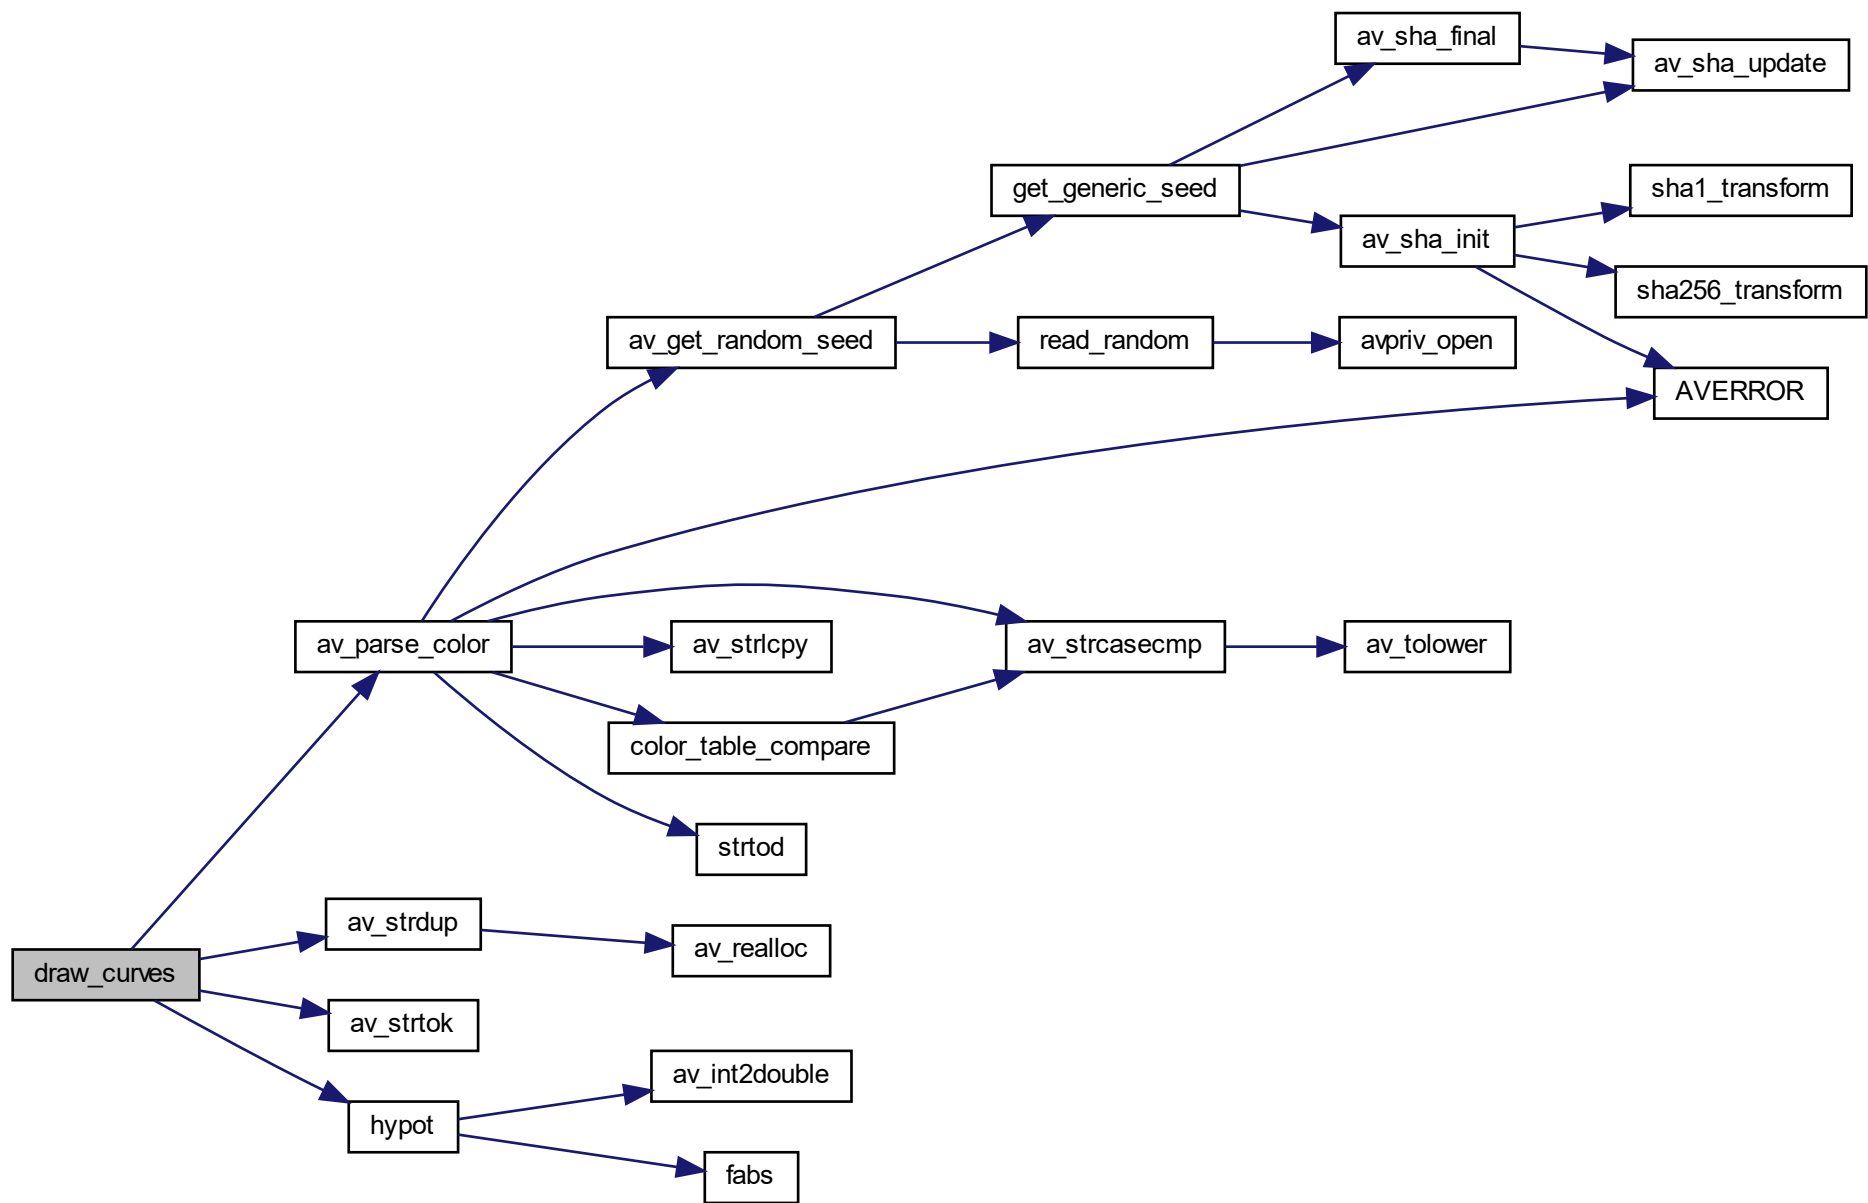 av_sha_final
av_sha_update
get_generic_seed
sha1_transform
av_sha_init
sha256_transform
av_get_random_seed
read_random
avpriv_open
AVERROR
av_parse_color
av_strlcpy
av_strcasecmp
av_tolower
color_table_compare
strtod
av_strdup
av_realloc
draw_curves
av_strtok
av_int2double
hypot
fabs